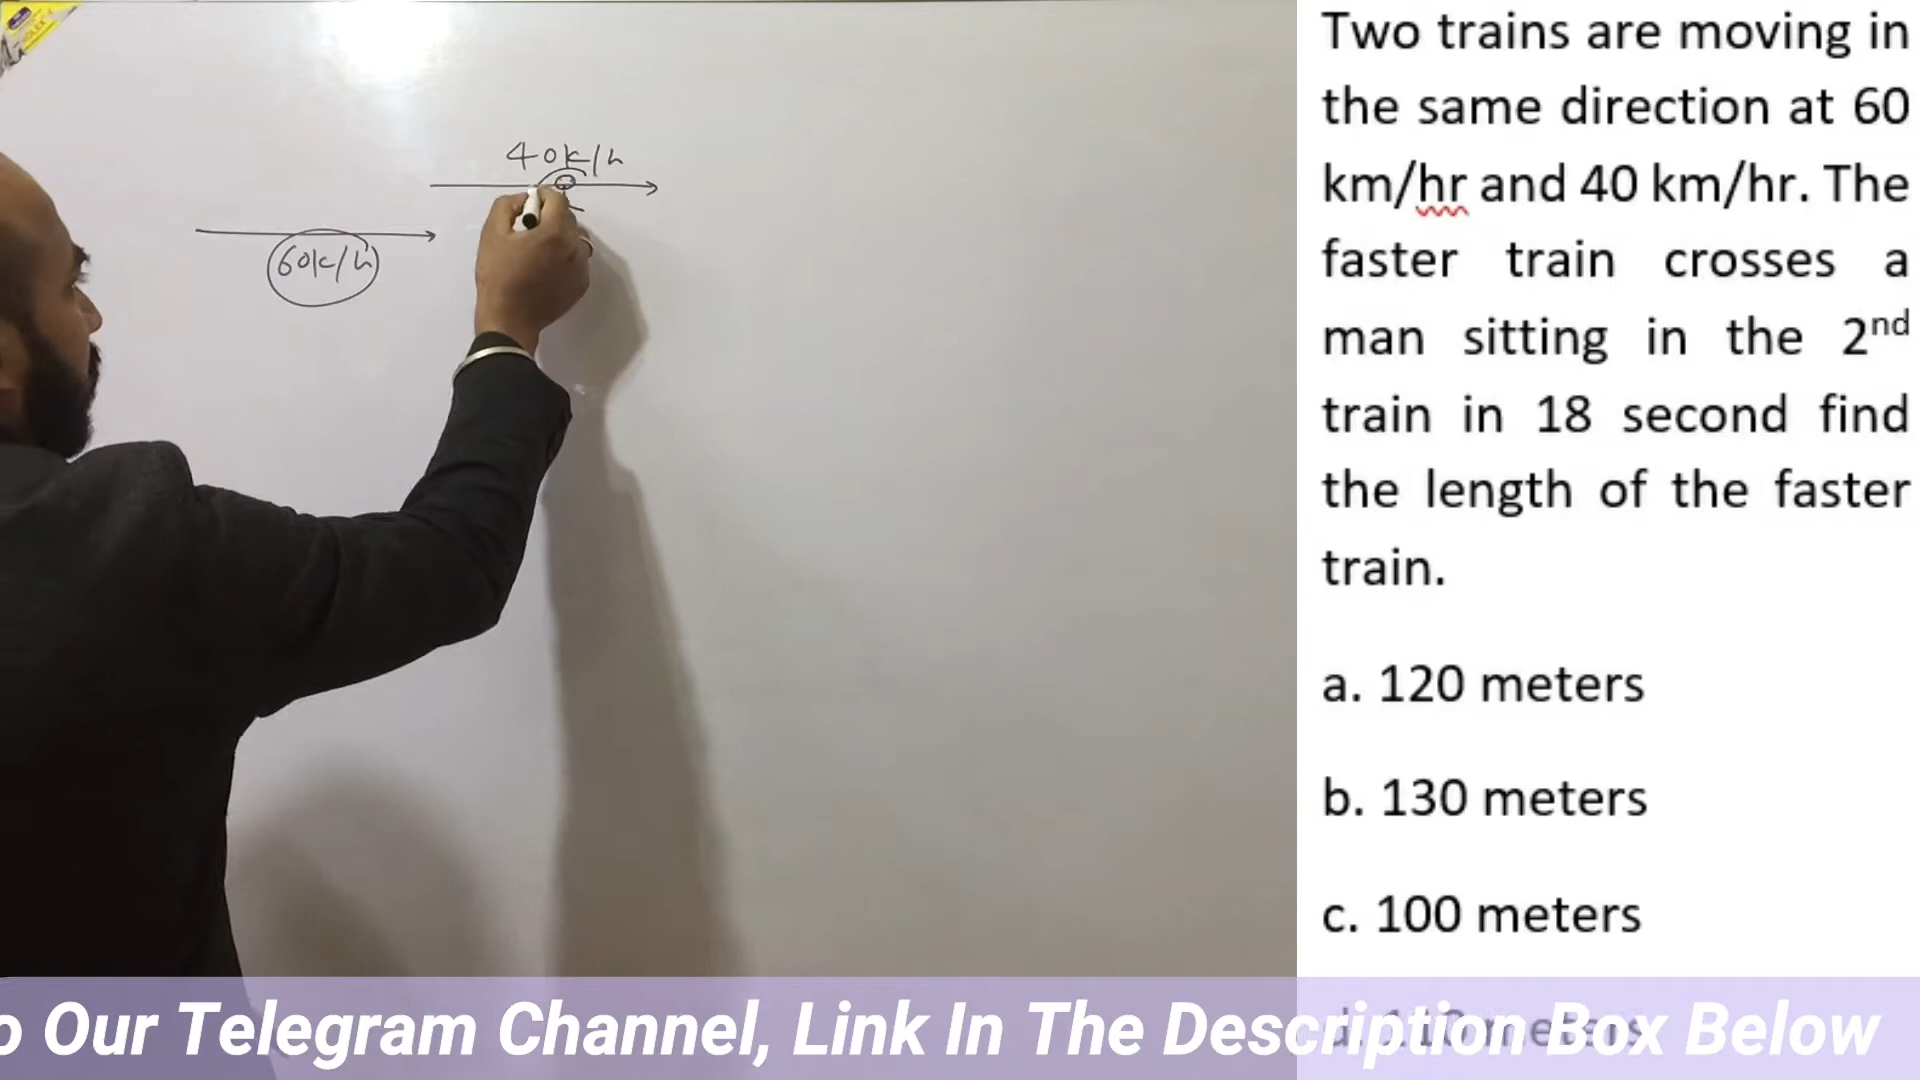 40k/h
60k/h
Two trains are moving in
the same direction at 60
km/hr and 40 km/hr. The
faster train crosses a
man sitting in the 2nd
train in 18 second find
the length of the faster
train.
a. 120 meters
b. 130 meters
c. 100 meters
d. 110 meters
o Our Telegram Channel, Link In The Description Box Below